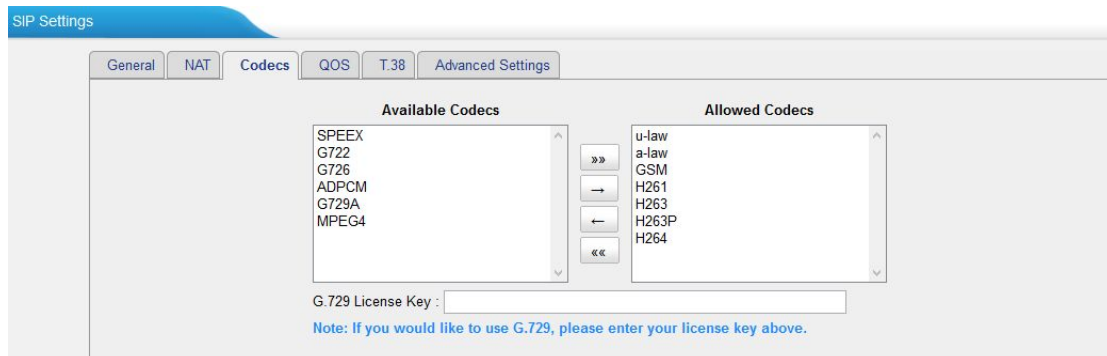 SIP Settings
General NAT Codecs QOS T.38 Advanced Settings
Available Codecs
SPEEX
G722
G726
ADPCM
G729A
MPEG4
»»
→
←
««
Allowed Codecs
u-law
a-law
GSM
H261
H263
H263P
H264
G.729 License Key :
Note: If you would like to use G.729, please enter your license key above.